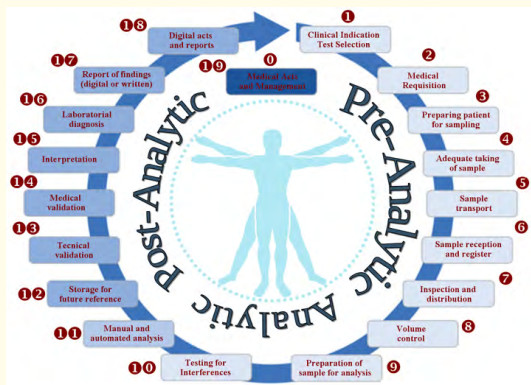 0
Medical Acts
and Management
1
Clinical Indication
Test Selection
2
Medical
Requisition
3
Preparing patient
for sampling
4
Adequate taking
of sample
5
Sample
transport
6
Sample reception
and register
7
Inspection and
distribution
8
Volume
control
9
Preparation of
sample for analysis
10
Testing for
Interferences
11
Manual and
automated analysis
12
Storage for
future reference
13
Tecnical
validation
14
Medical
validation
15
Interpretation
16
Laboratorial
diagnosis
17
Report of findings
(digital or written)
18
Digital acts
and reports
19
Pre-Analytic
Analytic
Post-Analytic